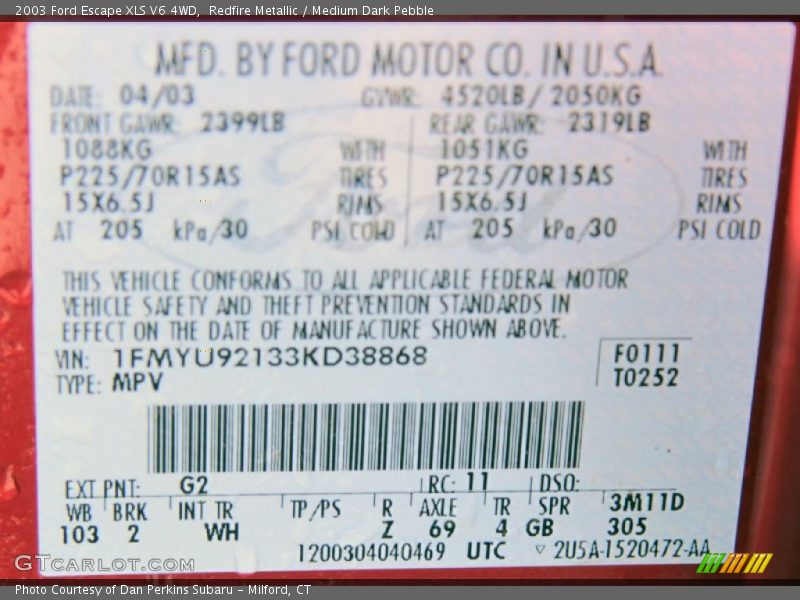 2003 Ford Escape XLS V6 4WD, Redfire Metallic / Medium Dark Pebble
MFD. BY FORD MOTOR CO. IN U.S.A.
DATE: 04/03 GVWR: 4520LB/ 2050KG
FRONT GAWR: 2399LB REAR GAWR: 2319LB
1088KG WITH 1051KG WITH
P225/70R15AS TIRES P225/70R15AS TIRES
15X6.5J RIMS 15X6.5J RIMS
AT 205 kPa/30 PSI COLD AT 205 kPa/30 PSI COLD
THIS VEHICLE CONFORMS TO ALL APPLICABLE FEDERAL MOTOR
VEHICLE SAFETY AND THEFT PREVENTION STANDARDS IN
EFFECT ON THE DATE OF MANUFACTURE SHOWN ABOVE.
VIN: 1FMYU92133KD38868 F0111
TYPE: MPV T0252
EXT PNT: G2 RC: 11 DSO:
WB BRK INT TR TP/PS R AXLE TR SPR 3M11D
103 2 WH Z 69 4 GB 305
1200304040469 UTC ▽ 2U5A-1520472-AA
GTCARLOT.COM
Photo Courtesy of Dan Perkins Subaru - Milford, CT